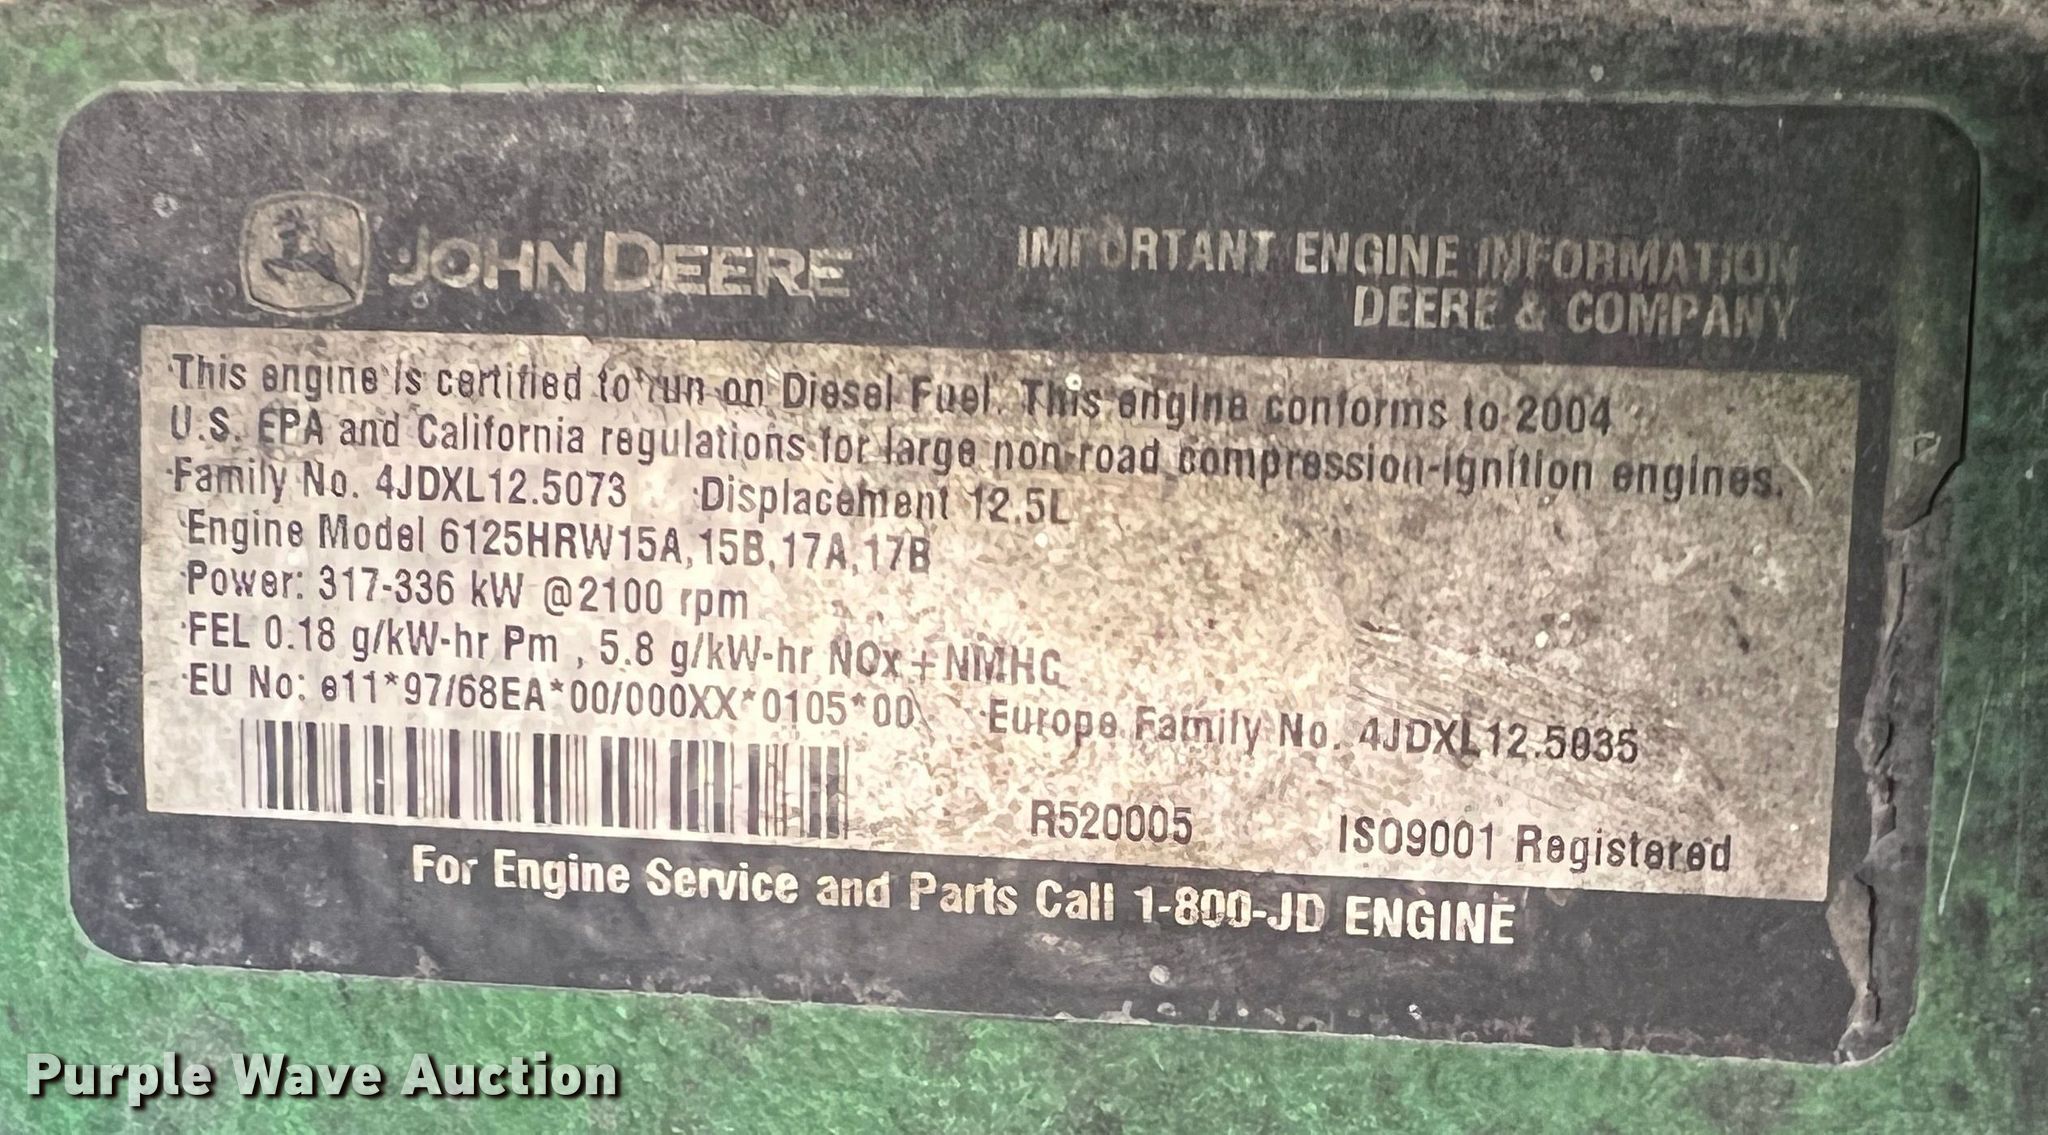 JOHN DEERE
IMPORTANT ENGINE INFORMATION
DEERE & COMPANY
This engine is certified to run on Diesel Fuel. This engine conforms to 2004
U.S. EPA and California regulations for large non-road compression-ignition engines.
Family No. 4JDXL12.5073 Displacement 12.5L
Engine Model 6125HRW15A,15B,17A,17B
Power: 317-336 kW @2100 rpm
FEL 0.18 g/kW-hr Pm , 5.8 g/kW-hr NOx + NMHC
EU No: e11*97/68EA*00/000XX*0105*00 Europe Family No. 4JDXL12.5035
R520005 ISO9001 Registered
For Engine Service and Parts Call 1-800-JD ENGINE
Purple Wave Auction